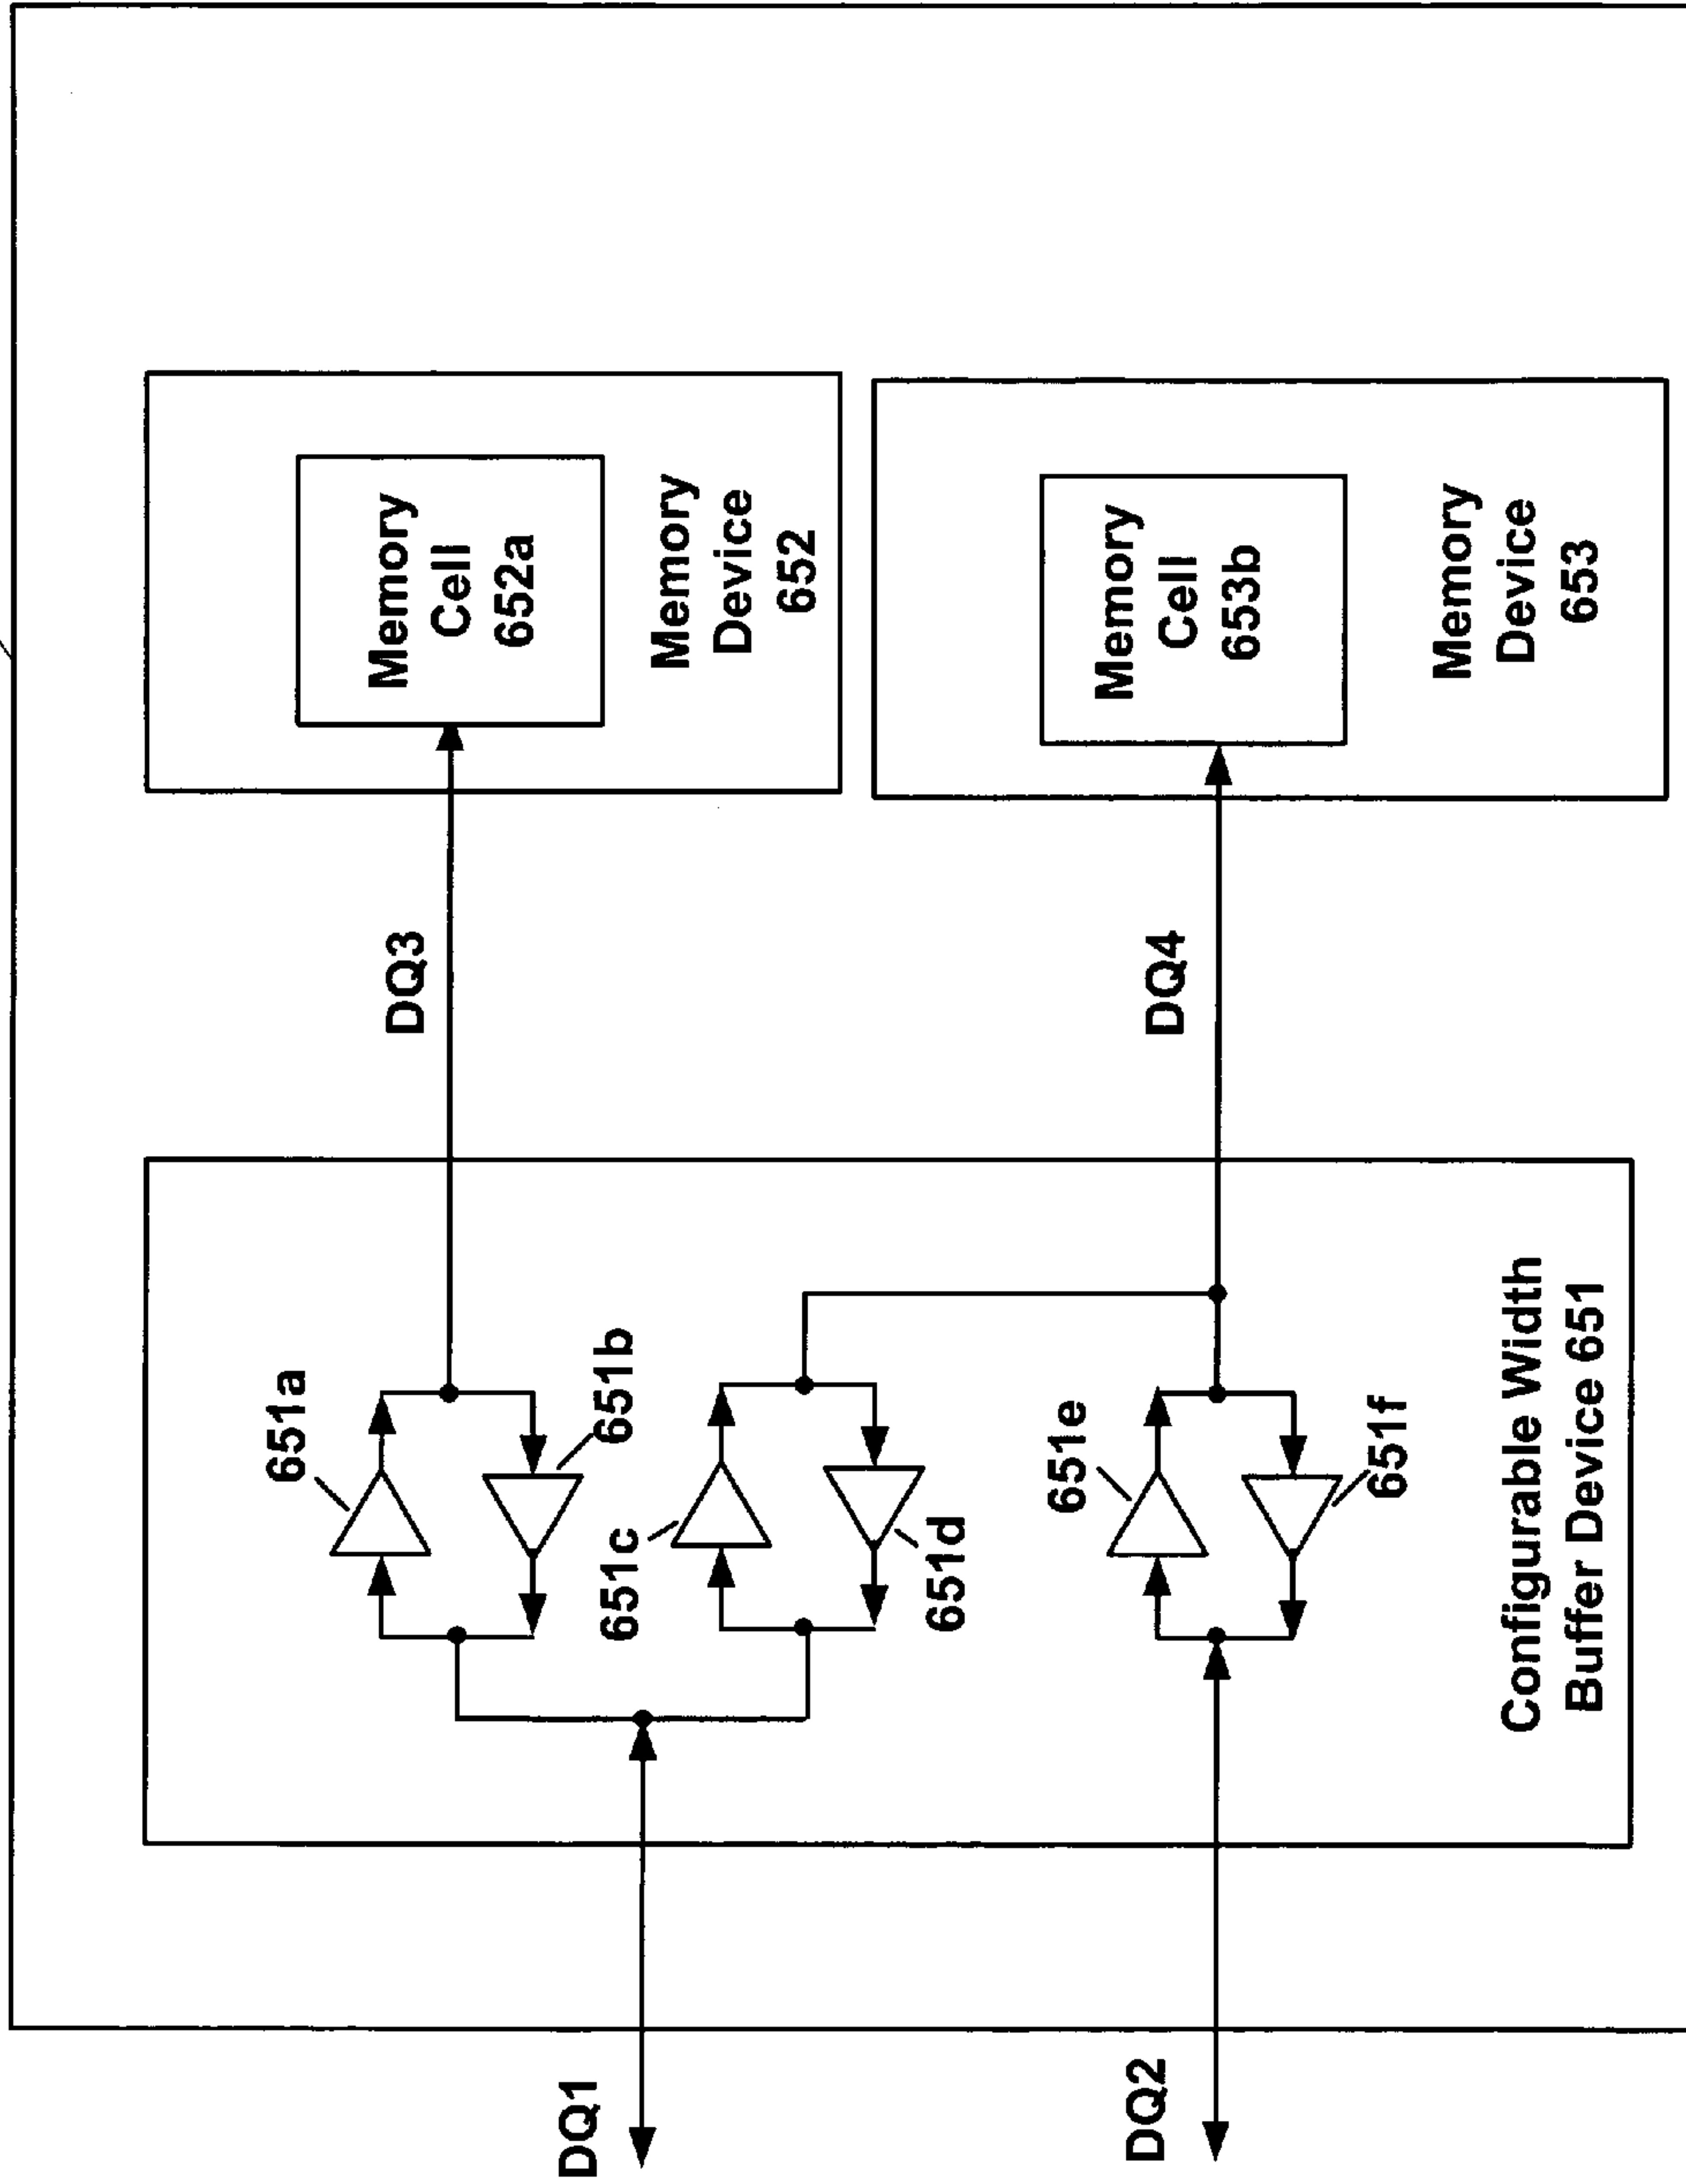 DQ1
DQ2
651a
651b
651c
651d
651e
651f
Configurable Width
Buffer Device 651
DQ3
DQ4
Memory
Cell
652a
Memory
Device
652
Memory
Cell
653b
Memory
Device
653